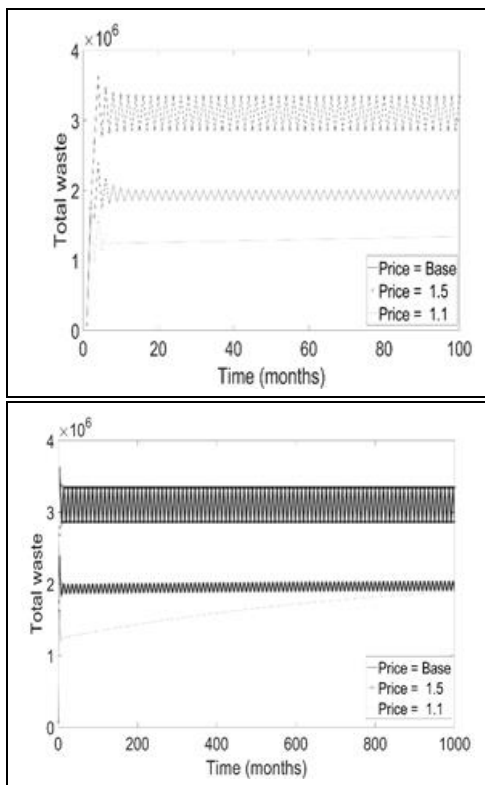 ×10⁶
4
3
2
1
0
Total waste
0 20 40 60 80 100
Time (months)
Price = Base
Price = 1.5
Price = 1.1
×10⁶
4
3
2
1
0
Total waste
0 200 400 600 800 1000
Time (months)
Price = Base
Price = 1.5
Price = 1.1